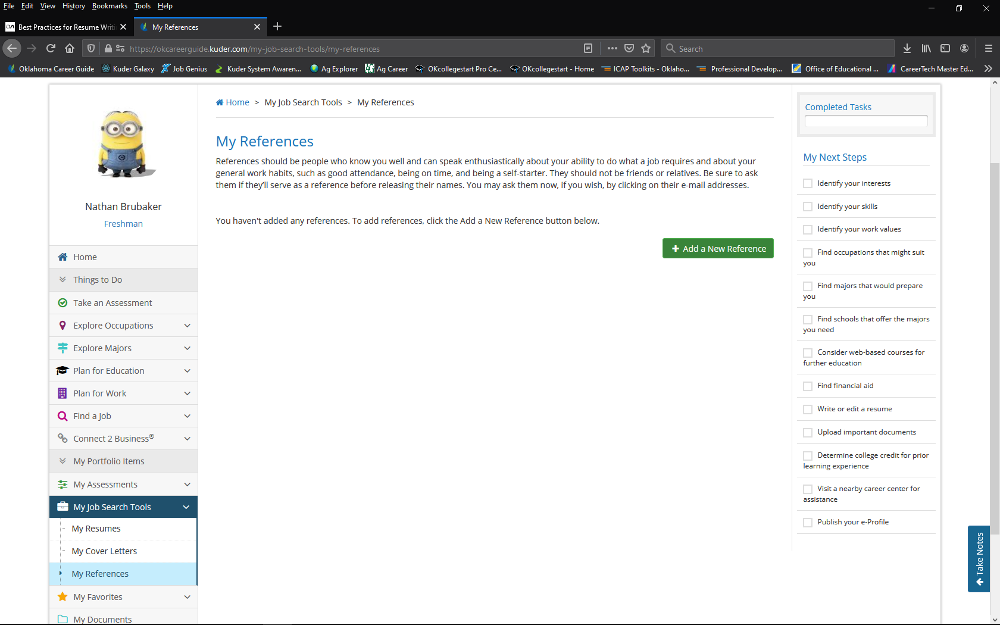 File Edit View History Bookmarks Tools Help
Best Practices for Resume Writi
My References
https://okcareerguide.kuder.com/my-job-search-tools/my-references
Search
Oklahoma Career Guide Kuder Galaxy Job Genius Kuder System Awaren... Ag Explorer Ag Career OKcollegestart Pro Ce... OKcollegestart - Home ICAP Toolkits - Oklaho... Professional Develop... Office of Educational ... CareerTech Master Ed...
Nathan Brubaker
Freshman
Home
Things to Do
Take an Assessment
Explore Occupations
Explore Majors
Plan for Education
Plan for Work
Find a Job
Connect 2 Business®
My Portfolio Items
My Assessments
My Job Search Tools
My Resumes
My Cover Letters
My References
My Favorites
My Documents
Home > My Job Search Tools > My References
My References
References should be people who know you well and can speak enthusiastically about your ability to do what a job requires and about your
general work habits, such as good attendance, being on time, and being a self-starter. They should not be friends or relatives. Be sure to ask
them if they'll serve as a reference before releasing their names. You may ask them now, if you wish, by clicking on their e-mail addresses.
You haven't added any references. To add references, click the Add a New Reference button below.
+ Add a New Reference
Completed Tasks
My Next Steps
Identify your interests
Identify your skills
Identify your work values
Find occupations that might suit
you
Find majors that would prepare
you
Find schools that offer the majors
you need
Consider web-based courses for
further education
Find financial aid
Write or edit a resume
Upload important documents
Determine college credit for prior
learning experience
Visit a nearby career center for
assistance
Publish your e-Profile
Take Notes